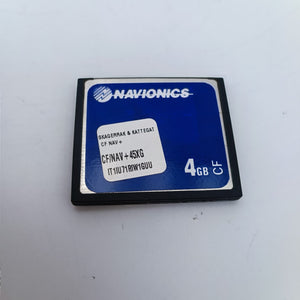 NAVIONICS
SKAGERRAK & KATTEGAT
CF NAV+
CF/NAV+45XG
4GB CF